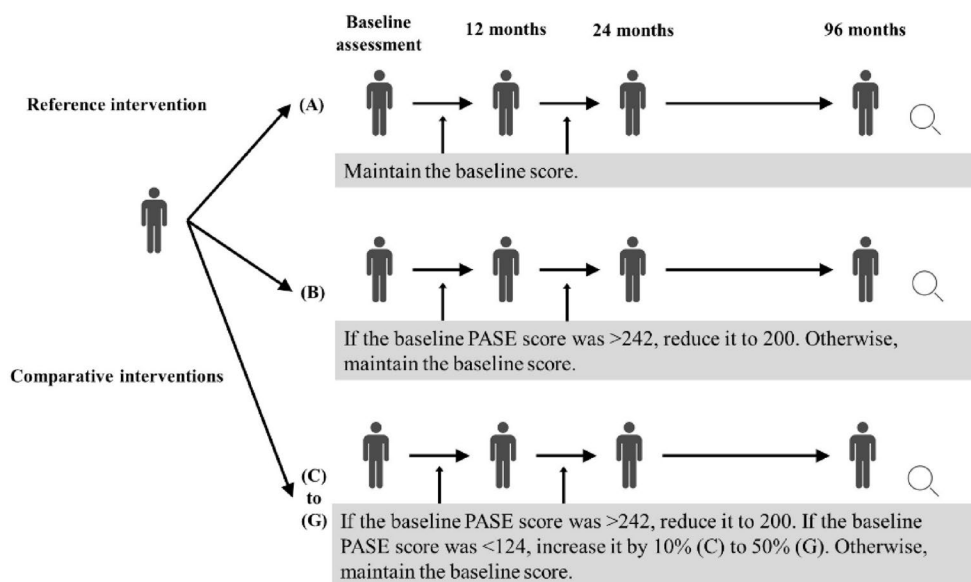 Baseline
assessment
12 months
24 months
96 months
Reference intervention
(A)
Maintain the baseline score.
(B)
If the baseline PASE score was >242, reduce it to 200. Otherwise,
maintain the baseline score.
Comparative interventions
(C)
to
(G)
If the baseline PASE score was >242, reduce it to 200. If the baseline
PASE score was <124, increase it by 10% (C) to 50% (G). Otherwise,
maintain the baseline score.